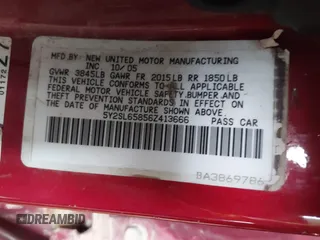 MFD. BY NEW UNITED MOTOR MANUFACTURING
INC. 10/05
GVWR 3845LB GAWR FR 2015LB RR 1850LB
THIS VEHICLE CONFORMS TO ALL APPLICABLE
FEDERAL MOTOR VEHICLE SAFETY, BUMPER, AND
THEFT PREVENTION STANDARDS IN EFFECT ON
THE DATE OF MANUFACTURE SHOWN ABOVE.
5Y2SL65856Z413666 PASS CAR
BA3869786
01172
DREAMBID